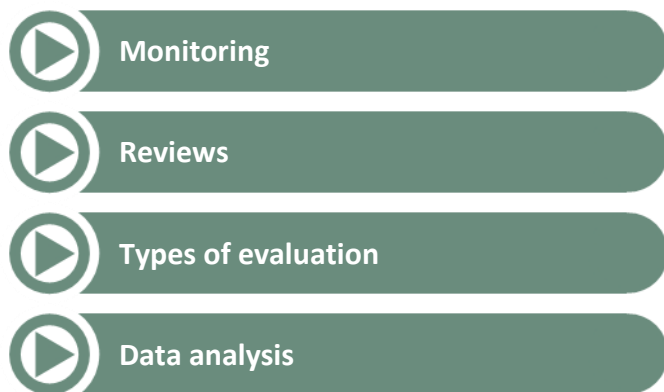 Monitoring
Reviews
Types of evaluation
Data analysis